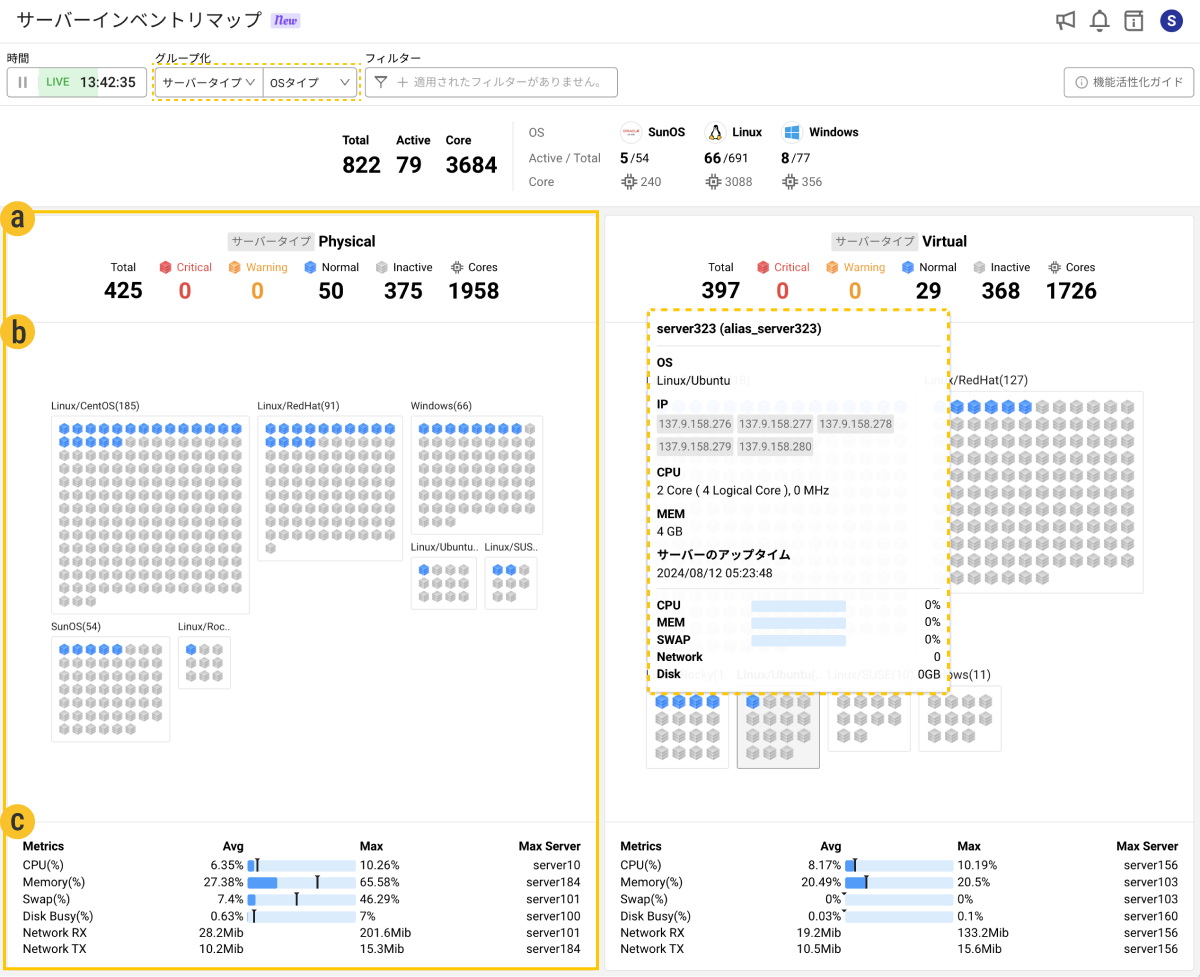 サーバーインベントリマップ New
S
時間 グループ化 フィルター
LIVE 13:42:35 サーバータイプ OSタイプ 適用されたフィルターがありません。 機能活性化ガイド
Total Active Core
822 79 3684
OS SunOS Linux Windows
Active / Total 5/54 66/691 8/77
Core 240 3088 356
a
サーバータイプ Physical
Total Critical Warning Normal Inactive Cores
425 0 0 50 375 1958
b
Linux/CentOS(185) Linux/RedHat(91) Windows(66)
Linux/Ubuntu.. Linux/SUS..
SunOS(54) Linux/Roc..
c
Metrics Avg Max Max Server
CPU(%) 6.35% 10.26% server10
Memory(%) 27.38% 65.58% server184
Swap(%) 7.4% 46.29% server101
Disk Busy(%) 0.63% 7% server100
Network RX 28.2Mib 201.6Mib server101
Network TX 10.2Mib 15.3Mib server184
サーバータイプ Virtual
Total Critical Warning Normal Inactive Cores
397 0 0 29 368 1726
server323 (alias_server323)
OS
Linux/Ubuntu
IP
137.9.158.276 137.9.158.277 137.9.158.278
137.9.158.279 137.9.158.280
CPU
2 Core ( 4 Logical Core ), 0 MHz
MEM
4 GB
サーバーのアップタイム
2024/08/12 05:23:48
CPU 0%
MEM 0%
SWAP 0%
Network 0
Disk 0GB
Linux/RedHat(127)
Linux/Ubuntu(.. Linux/SUSE(10) ows(11)
Metrics Avg Max Max Server
CPU(%) 8.17% 10.19% server156
Memory(%) 20.49% 20.5% server103
Swap(%) 0% 0% server103
Disk Busy(%) 0.03% 0.1% server160
Network RX 19.2Mib 133.2Mib server156
Network TX 10.5Mib 15.6Mib server156